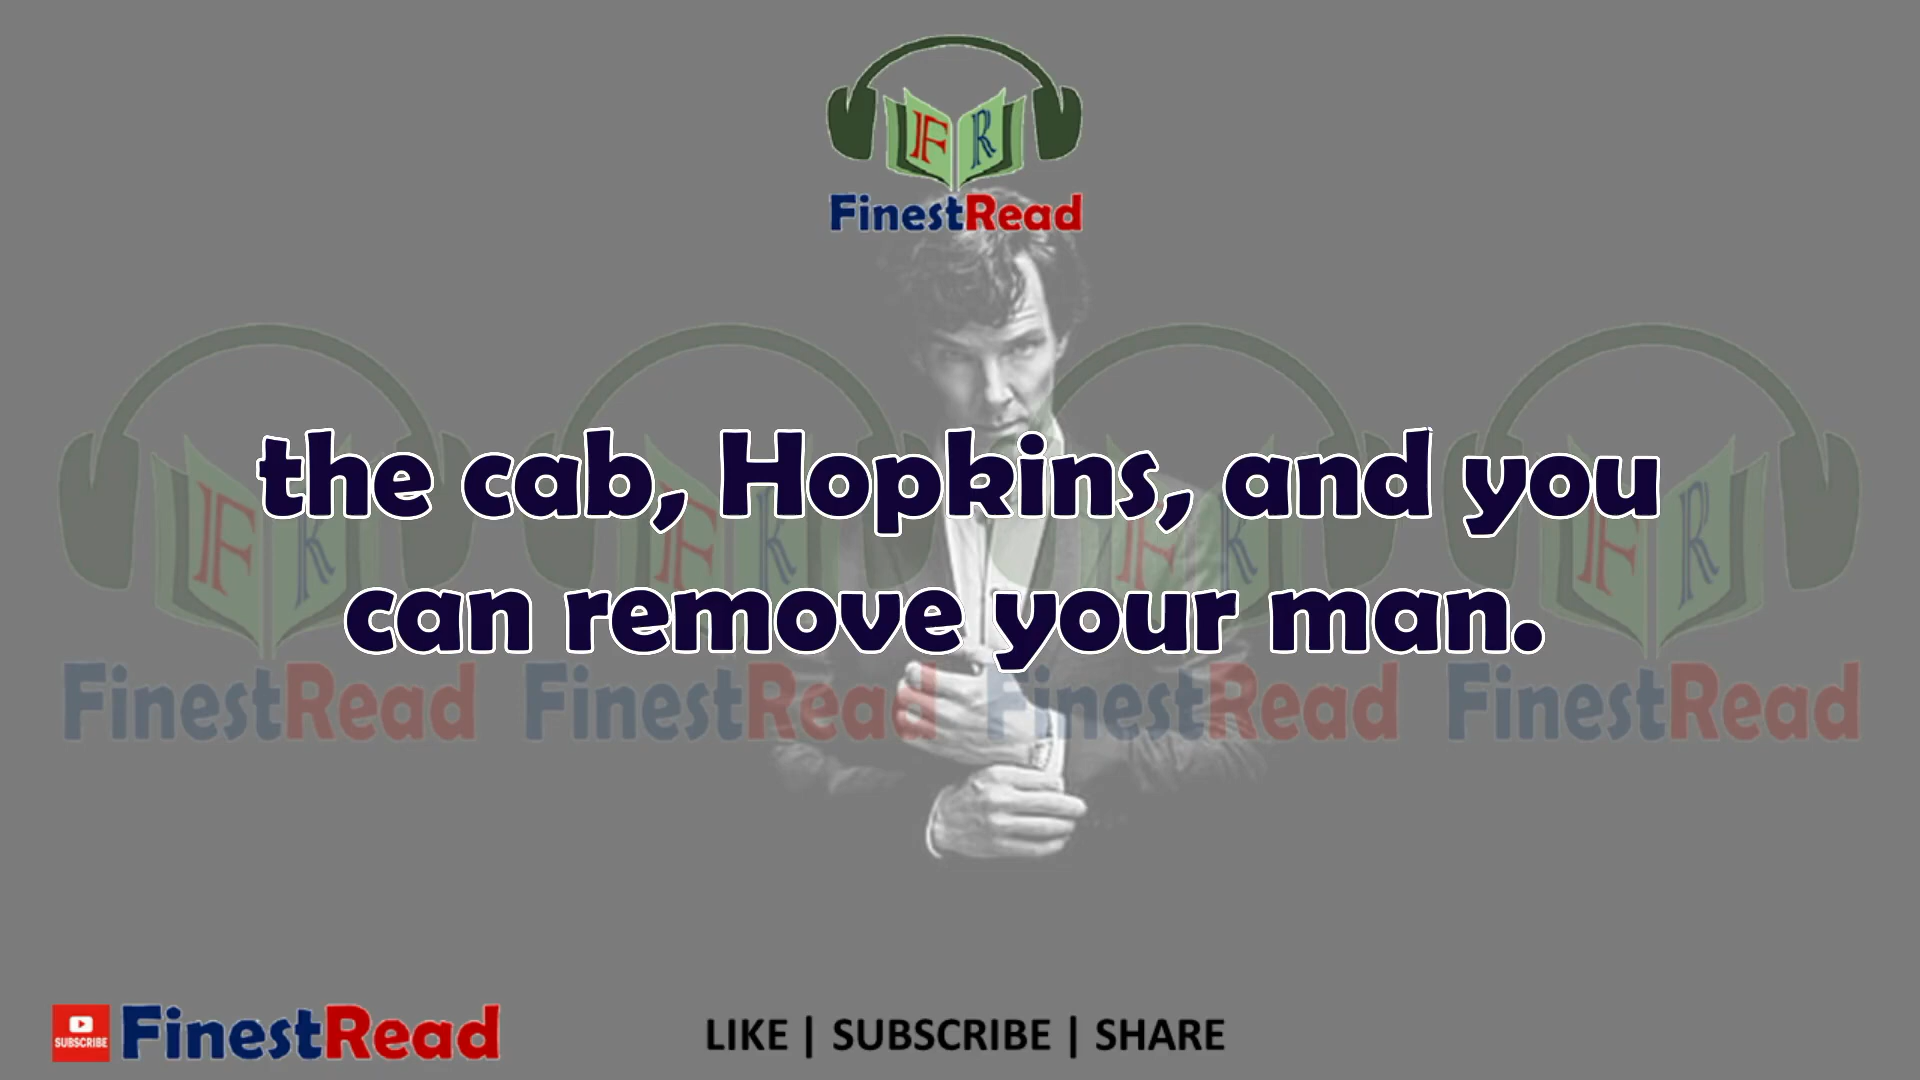 F R
FinestRead
the cab, Hopkins, and you
can remove your man.
F R F R F R F R
FinestRead FinestRead FinestRead FinestRead
SUBSCRIBE FinestRead LIKE | SUBSCRIBE | SHARE